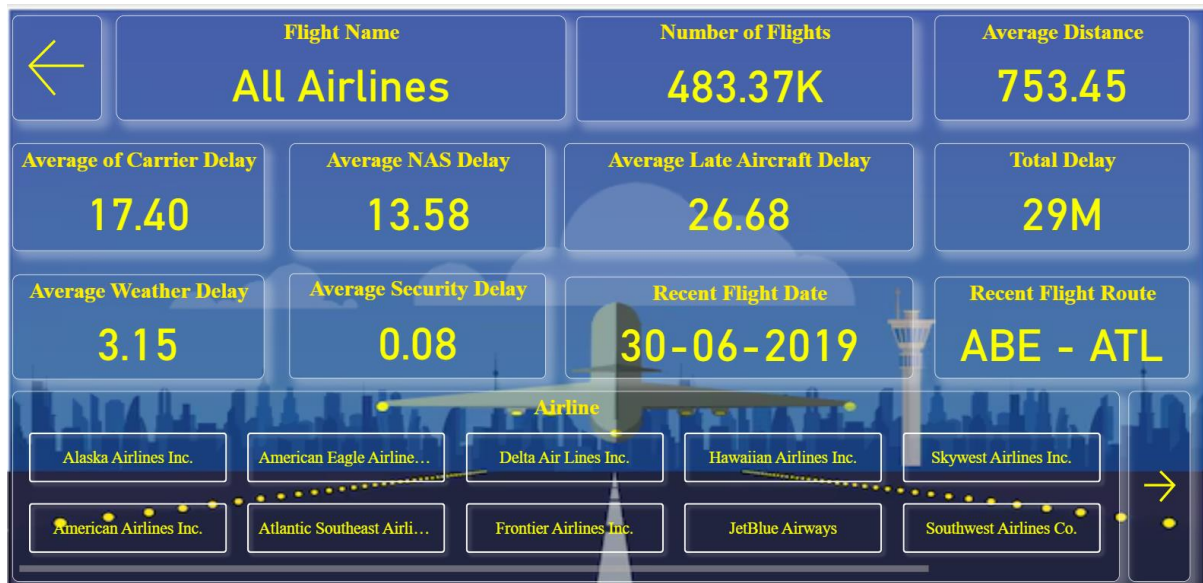 Flight Name
All Airlines
Number of Flights
483.37K
Average Distance
753.45
Average of Carrier Delay
17.40
Average NAS Delay
13.58
Average Late Aircraft Delay
26.68
Total Delay
29M
Average Weather Delay
3.15
Average Security Delay
0.08
Recent Flight Date
30-06-2019
Recent Flight Route
ABE - ATL
Airline
Alaska Airlines Inc.
American Eagle Airline...
Delta Air Lines Inc.
Hawaiian Airlines Inc.
Skywest Airlines Inc.
American Airlines Inc.
Atlantic Southeast Airli...
Frontier Airlines Inc.
JetBlue Airways
Southwest Airlines Co.